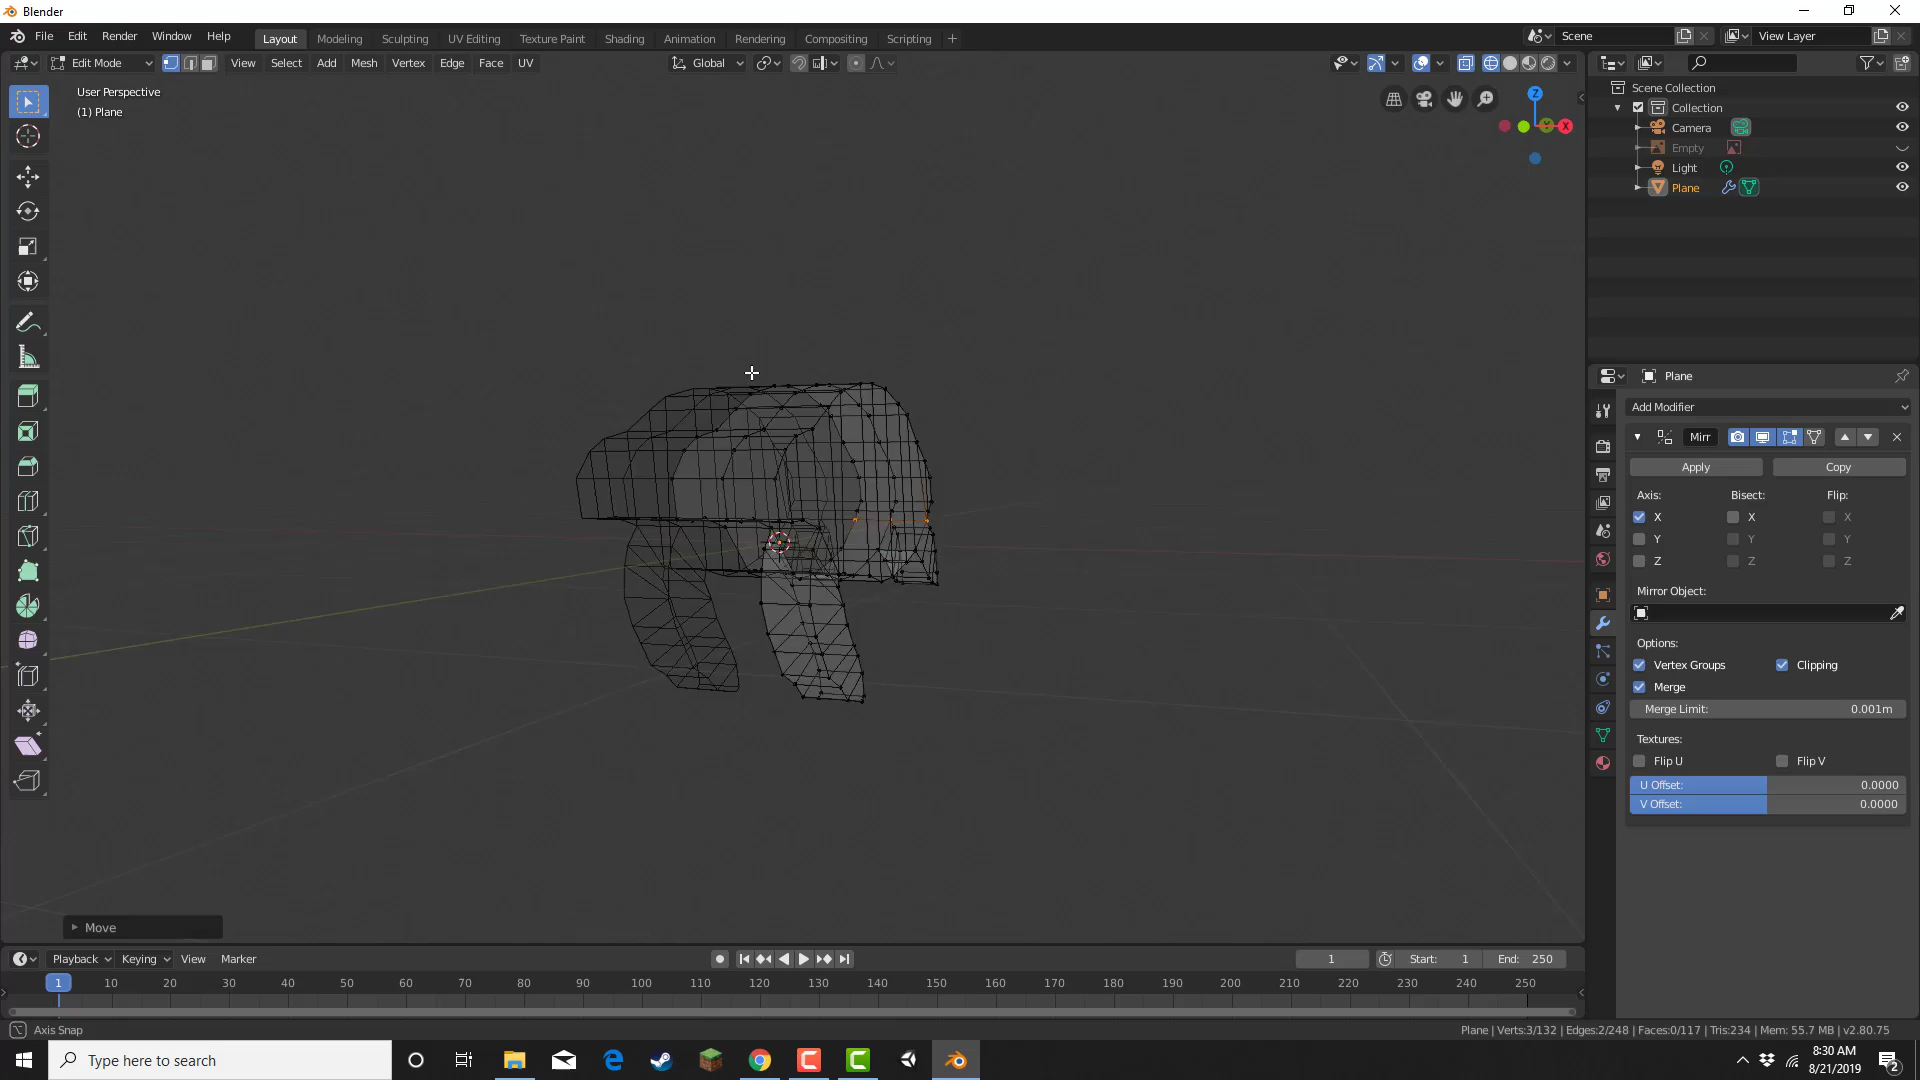 Blender
File Edit Render Window Help
Layout Modeling Sculpting UV Editing Texture Paint Shading Animation Rendering Compositing Scripting
Scene
View Layer
Edit Mode View Select Add Mesh Vertex Edge Face UV
Global
User Perspective
(1) Plane
Z
Y
X
Scene Collection
Collection
Camera
Empty
Light
Plane
Plane
Add Modifier
Mirr
Apply Copy
Axis: Bisect: Flip:
X X X
Y Y Y
Z Z Z
Mirror Object:
Options:
Vertex Groups Clipping
Merge
Merge Limit: 0.001m
Textures:
Flip U Flip V
U Offset: 0.0000
V Offset: 0.0000
Move
Playback Keying View Marker
1 Start: 1 End: 250
1 10 20 30 40 50 60 70 80 90 100 110 120 130 140 150 160 170 180 190 200 210 220 230 240 250
Axis Snap
Plane | Verts:3/132 | Edges:2/248 | Faces:0/117 | Tris:234 | Mem: 55.7 MB | v2.80.75
Type here to search
8:30 AM
8/21/2019
2